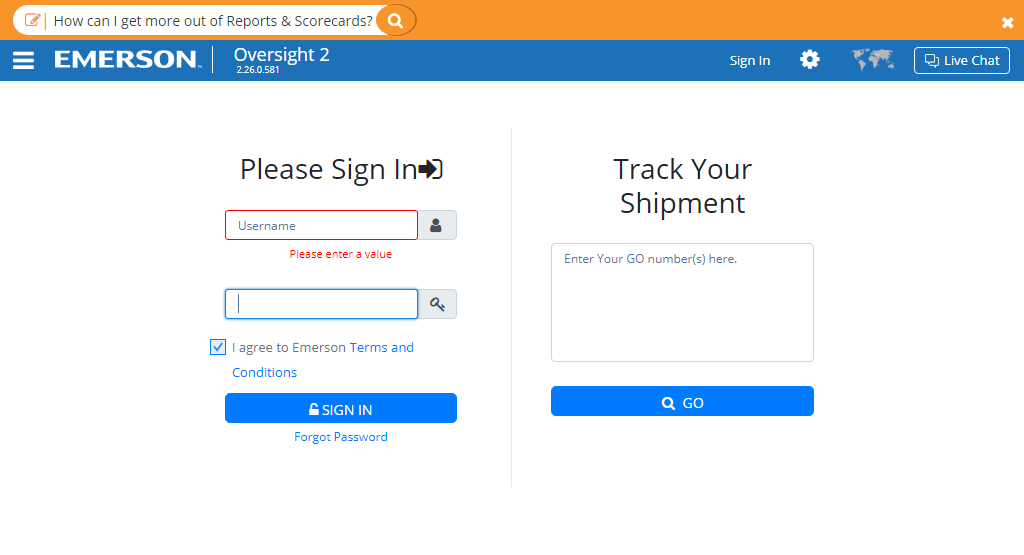 How can I get more out of Reports & Scorecards?
EMERSON™
Oversight 2
2.26.0.581
Sign In
Live Chat
Please Sign In
Username
Please enter a value
I agree to Emerson Terms and
Conditions
SIGN IN
Forgot Password
Track Your
Shipment
Enter Your GO number(s) here.
GO